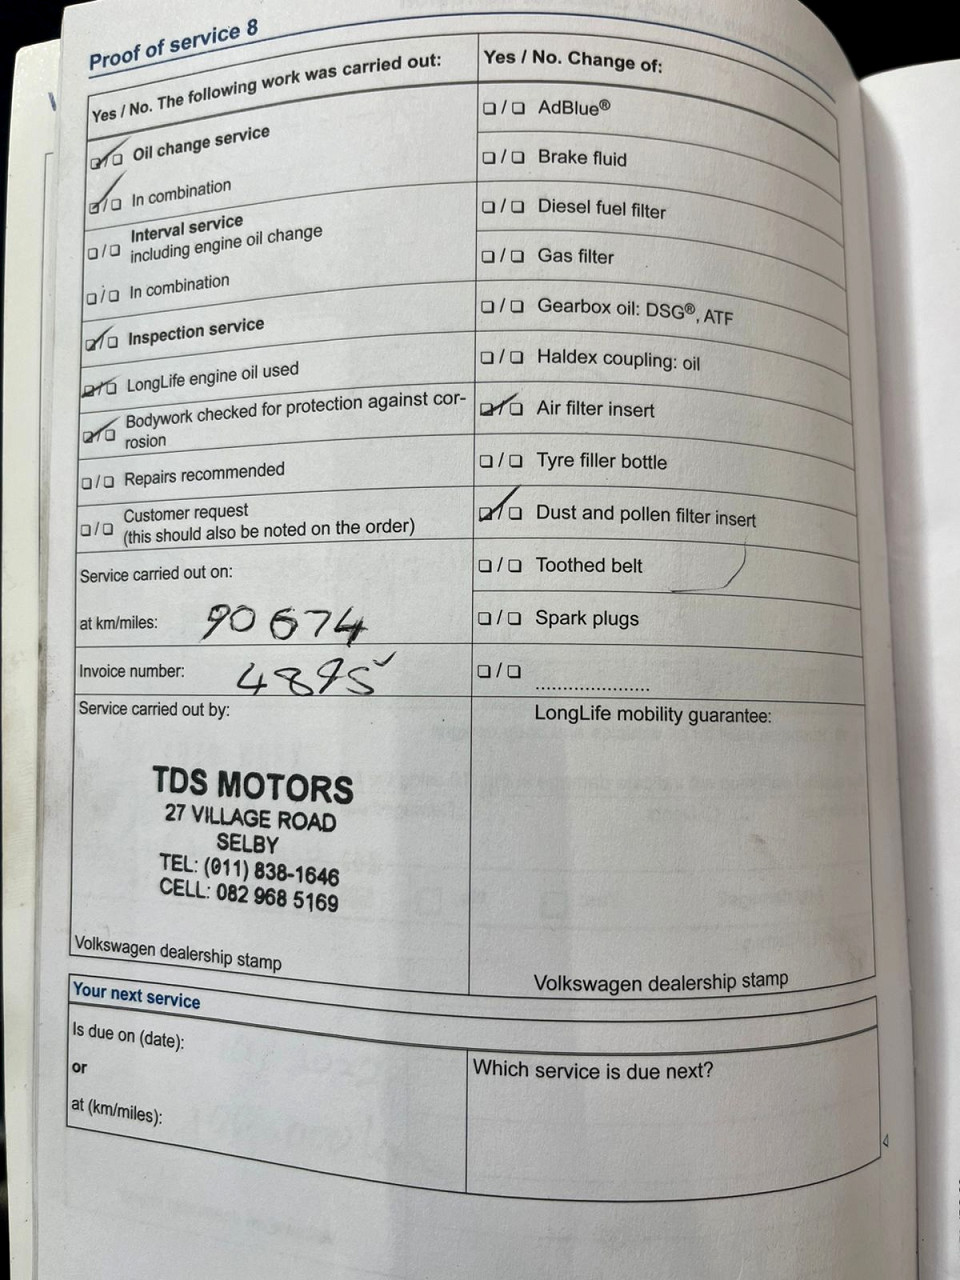 Proof of service 8
Yes / No. The following work was carried out:
☑/☐ Oil change service
☑/☐ In combination
☐/☐ Interval service
including engine oil change
☐/☐ In combination
☑/☐ Inspection service
☑/☐ LongLife engine oil used
☑/☐ Bodywork checked for protection against cor-
rosion
☐/☐ Repairs recommended
☐/☐ Customer request
(this should also be noted on the order)
Service carried out on:
at km/miles: 90 674
Invoice number: 4895
Service carried out by:
TDS MOTORS
27 VILLAGE ROAD
SELBY
TEL: (011) 838-1646
CELL: 082 968 5169
Volkswagen dealership stamp
Yes / No. Change of:
☐/☐ AdBlue®
☐/☐ Brake fluid
☐/☐ Diesel fuel filter
☐/☐ Gas filter
☐/☐ Gearbox oil: DSG®, ATF
☐/☐ Haldex coupling: oil
☑/☐ Air filter insert
☐/☐ Tyre filler bottle
☑/☐ Dust and pollen filter insert
☐/☐ Toothed belt
☐/☐ Spark plugs
☐/☐ .....................
LongLife mobility guarantee:
Volkswagen dealership stamp
Your next service
Is due on (date):
or
at (km/miles):
Which service is due next?